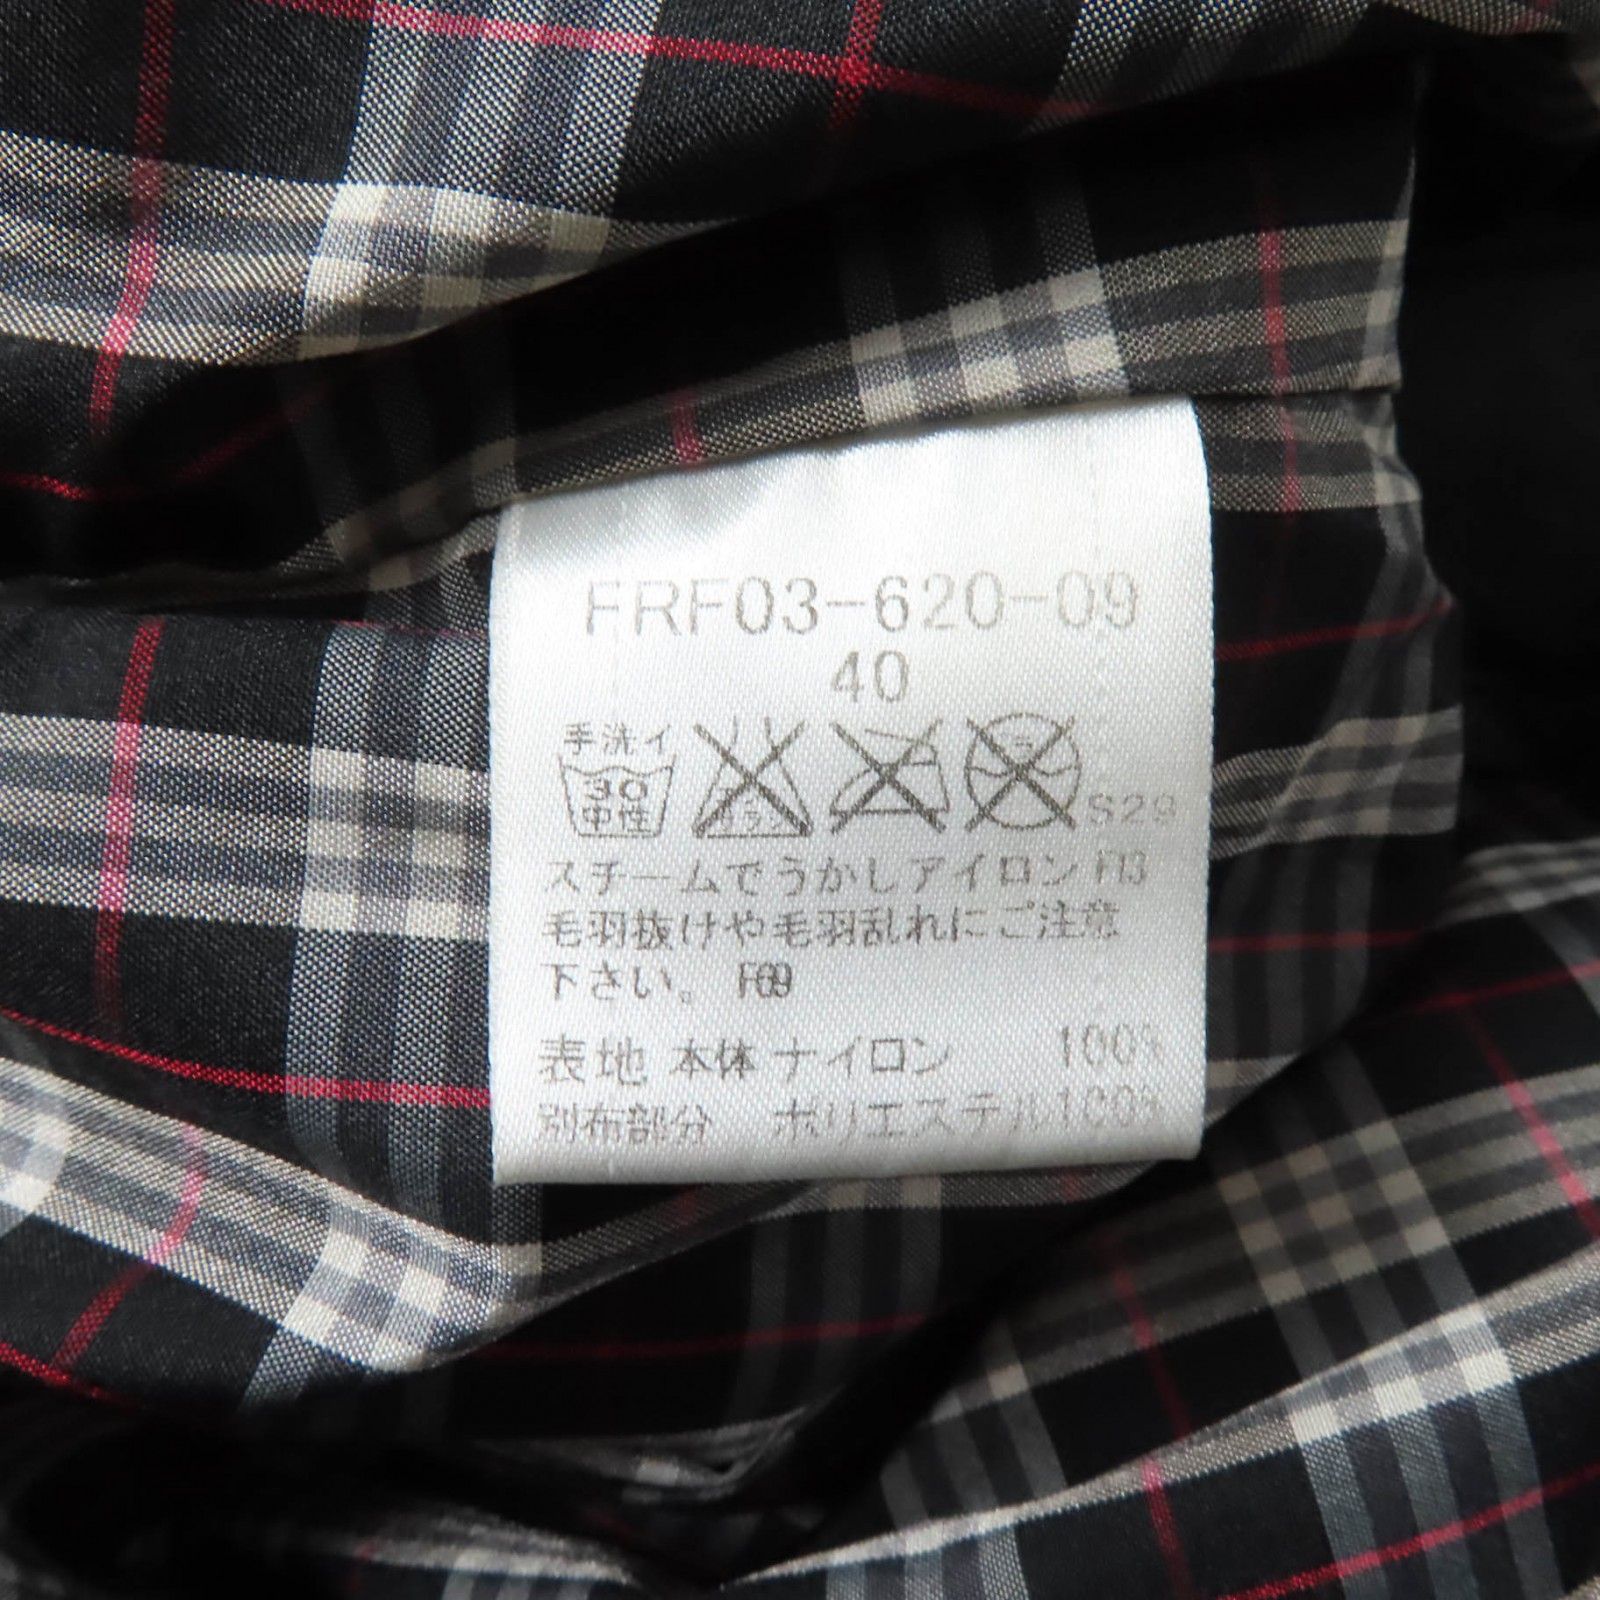 FRF03-620-09
40
手洗イ
30
中性
S29
スチームでうかしアイロン F13
毛羽抜けや毛羽乱れにご注意
下さい。 F69
表地 本体 ナイロン 100%
別布部分 ポリエステル 100%